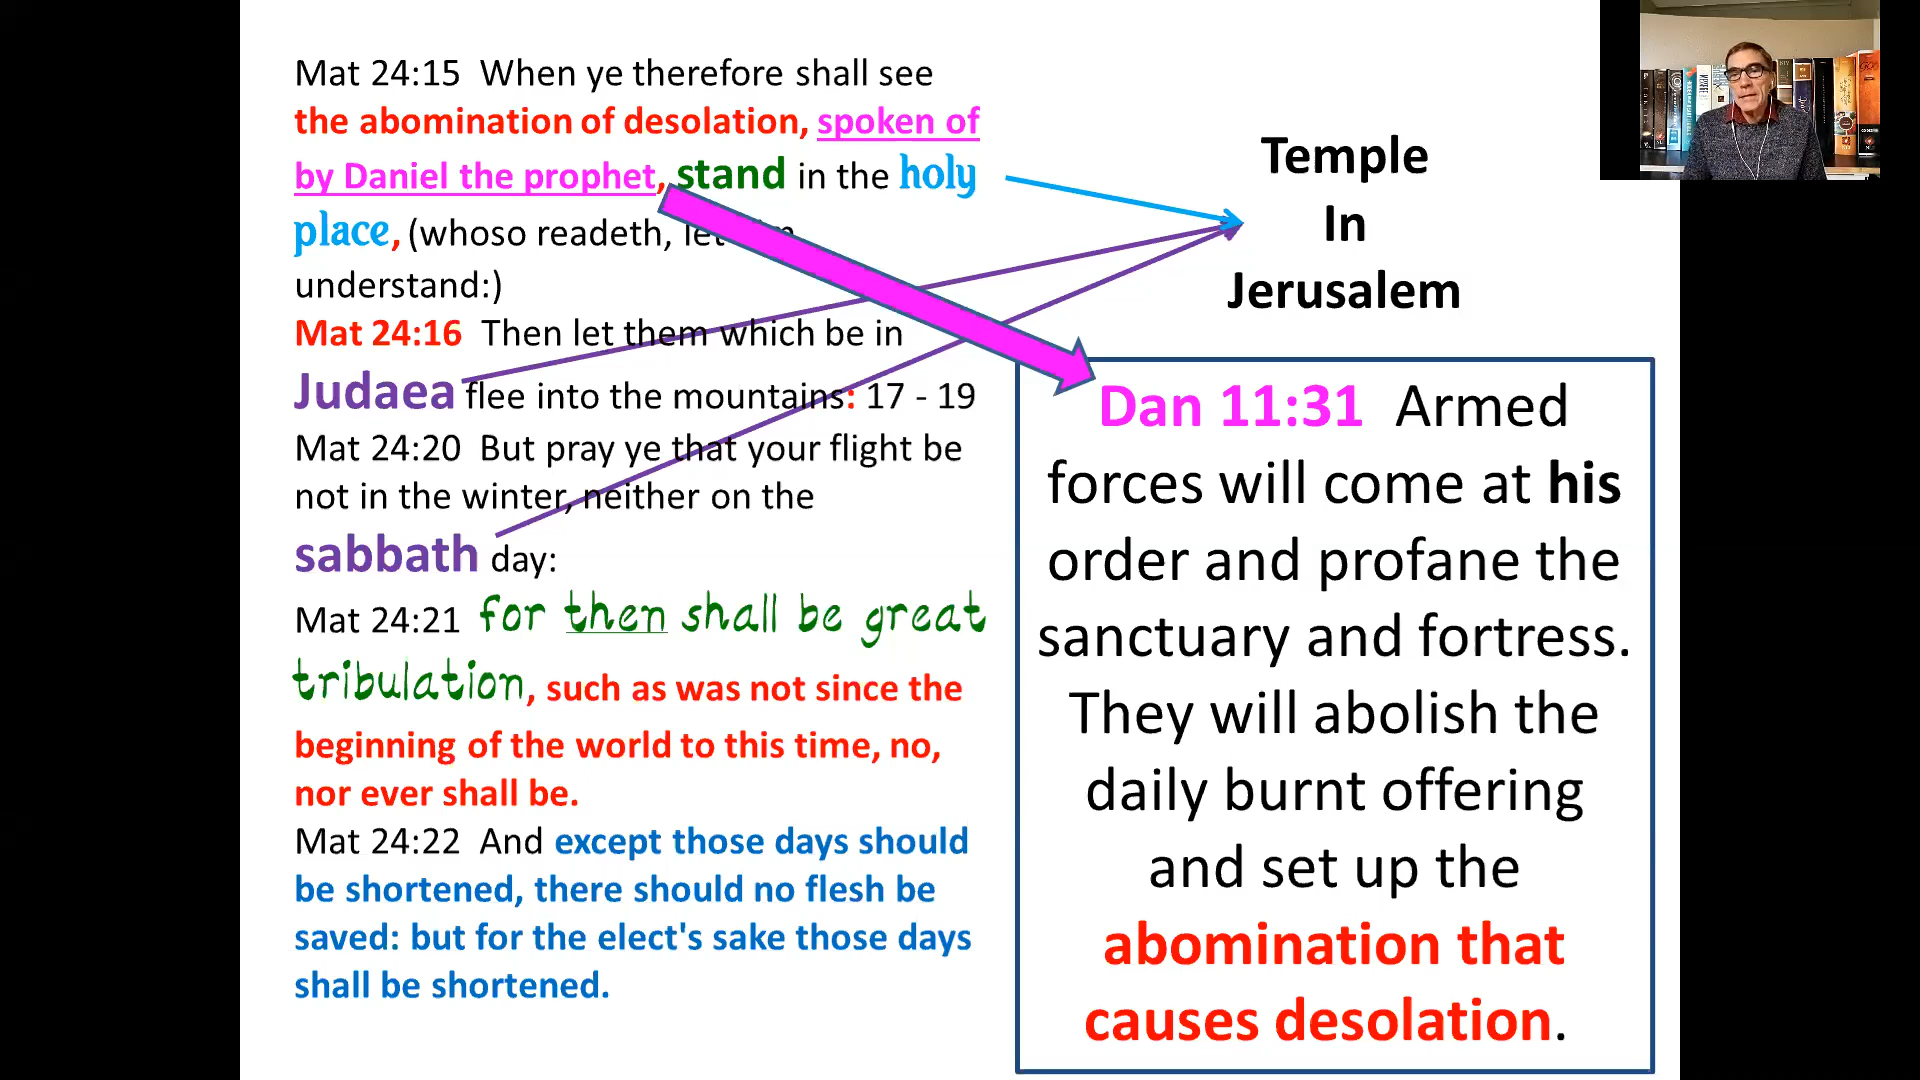 Mat 24:15 When ye therefore shall see
the abomination of desolation, spoken of
by Daniel the prophet, stand in the holy
place, (whoso readeth, let
understand:)
Mat 24:16 Then let them which be in
Judaea flee into the mountains: 17 - 19
Mat 24:20 But pray ye that your flight be
not in the winter, neither on the
sabbath day:
Mat 24:21 for then shall be great
tribulation, such as was not since the
beginning of the world to this time, no,
nor ever shall be.
Mat 24:22 And except those days should
be shortened, there should no flesh be
saved: but for the elect's sake those days
shall be shortened.
Temple
In
Jerusalem
Dan 11:31 Armed
forces will come at his
order and profane the
sanctuary and fortress.
They will abolish the
daily burnt offering
and set up the
abomination that
causes desolation.